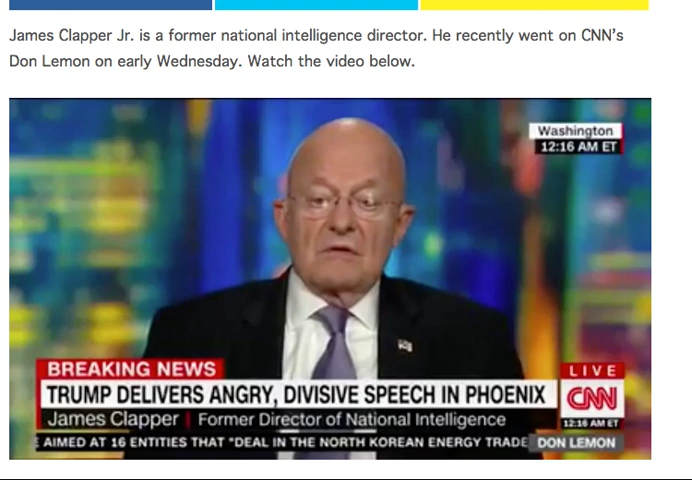 James Clapper Jr. is a former national intelligence director. He recently went on CNN's
Don Lemon on early Wednesday. Watch the video below.
Washington
12:16 AM ET
BREAKING NEWS
LIVE
TRUMP DELIVERS ANGRY, DIVISIVE SPEECH IN PHOENIX
CNN
James Clapper | Former Director of National Intelligence
12:16 AM ET
AIMED AT 16 ENTITIES THAT "DEAL IN THE NORTH KOREAN ENERGY TRADE
DON LEMON